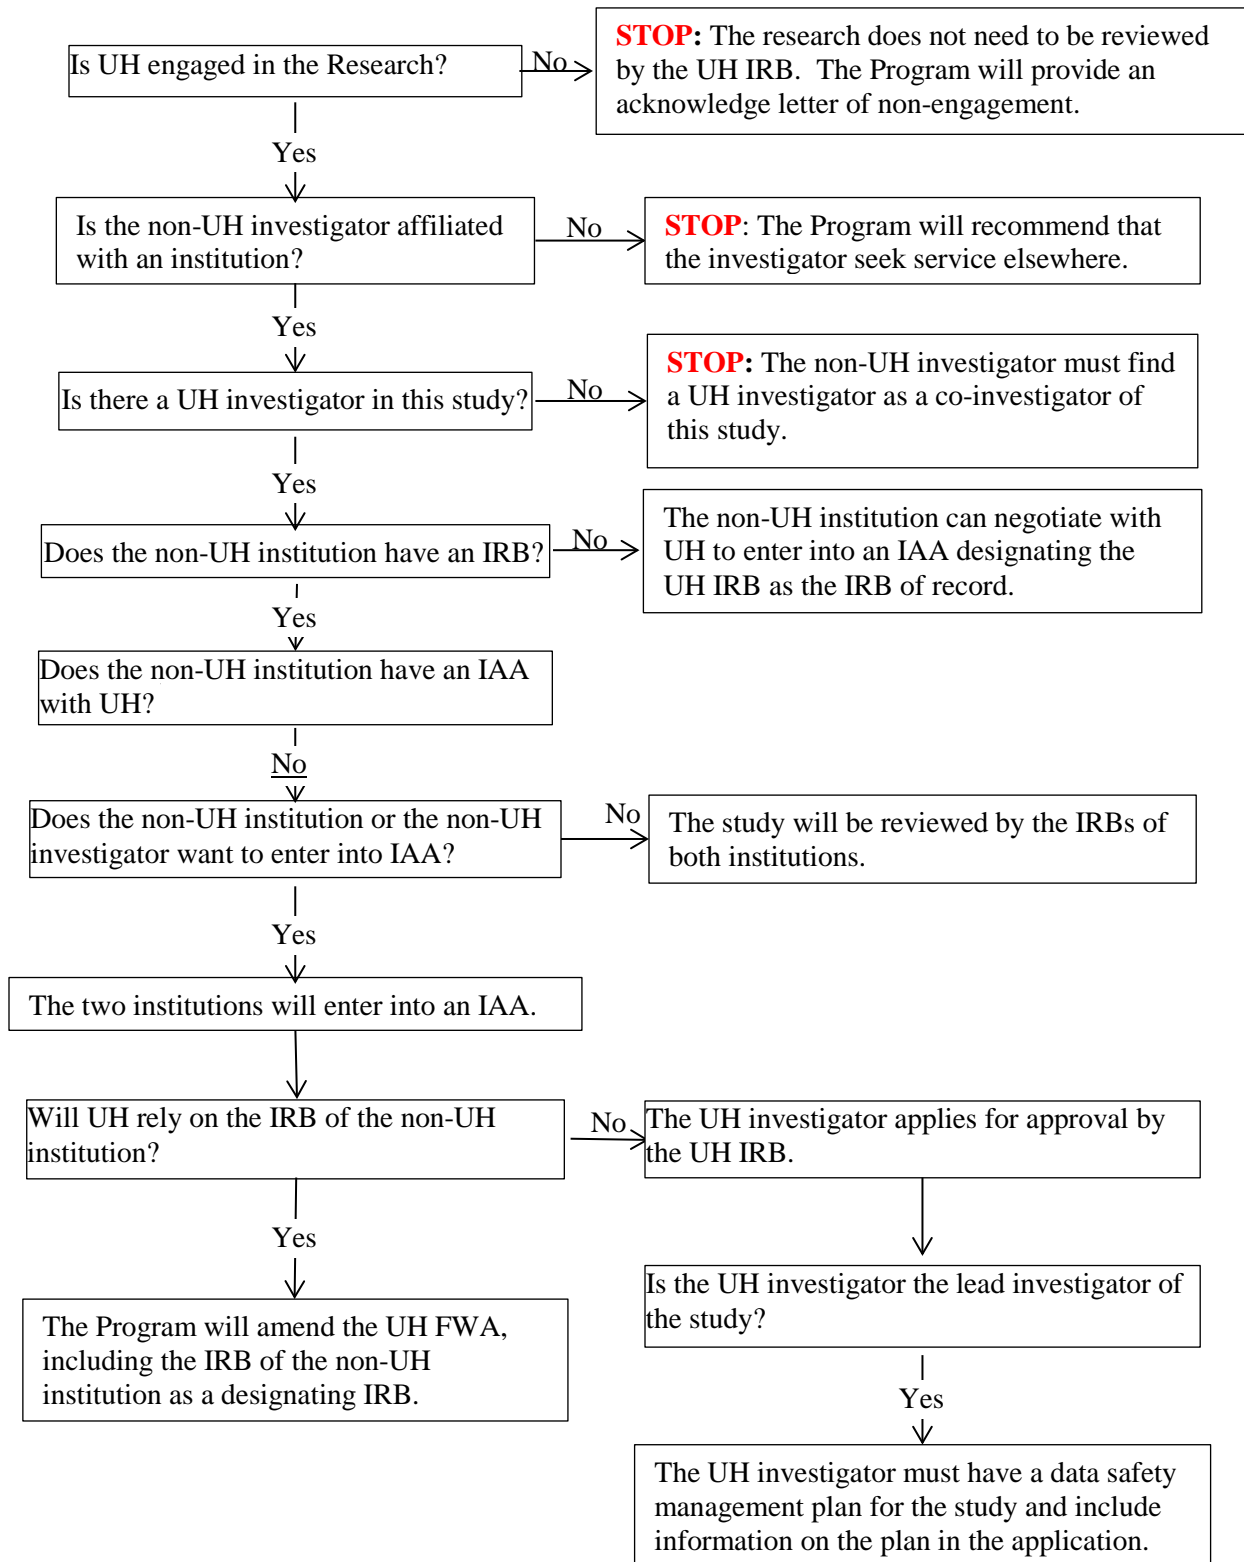 Is UH engaged in the Research?
No
STOP: The research does not need to be reviewed
by the UH IRB.  The Program will provide an
acknowledge letter of non-engagement.
Yes
Is the non-UH investigator affiliated
with an institution?
No
STOP: The Program will recommend that
the investigator seek service elsewhere.
Yes
Is there a UH investigator in this study?
No
STOP: The non-UH investigator must find
a UH investigator as a co-investigator of
this study.
Yes
Does the non-UH institution have an IRB?
No
The non-UH institution can negotiate with
UH to enter into an IAA designating the
UH IRB as the IRB of record.
Yes
Does the non-UH institution have an IAA
with UH?
No
Does the non-UH institution or the non-UH
investigator want to enter into IAA?
No
The study will be reviewed by the IRBs of
both institutions.
Yes
The two institutions will enter into an IAA.
Will UH rely on the IRB of the non-UH
institution?
No
The UH investigator applies for approval by
the UH IRB.
Yes
The Program will amend the UH FWA,
including the IRB of the non-UH
institution as a designating IRB.
Is the UH investigator the lead investigator of
the study?
Yes
The UH investigator must have a data safety
management plan for the study and include
information on the plan in the application.